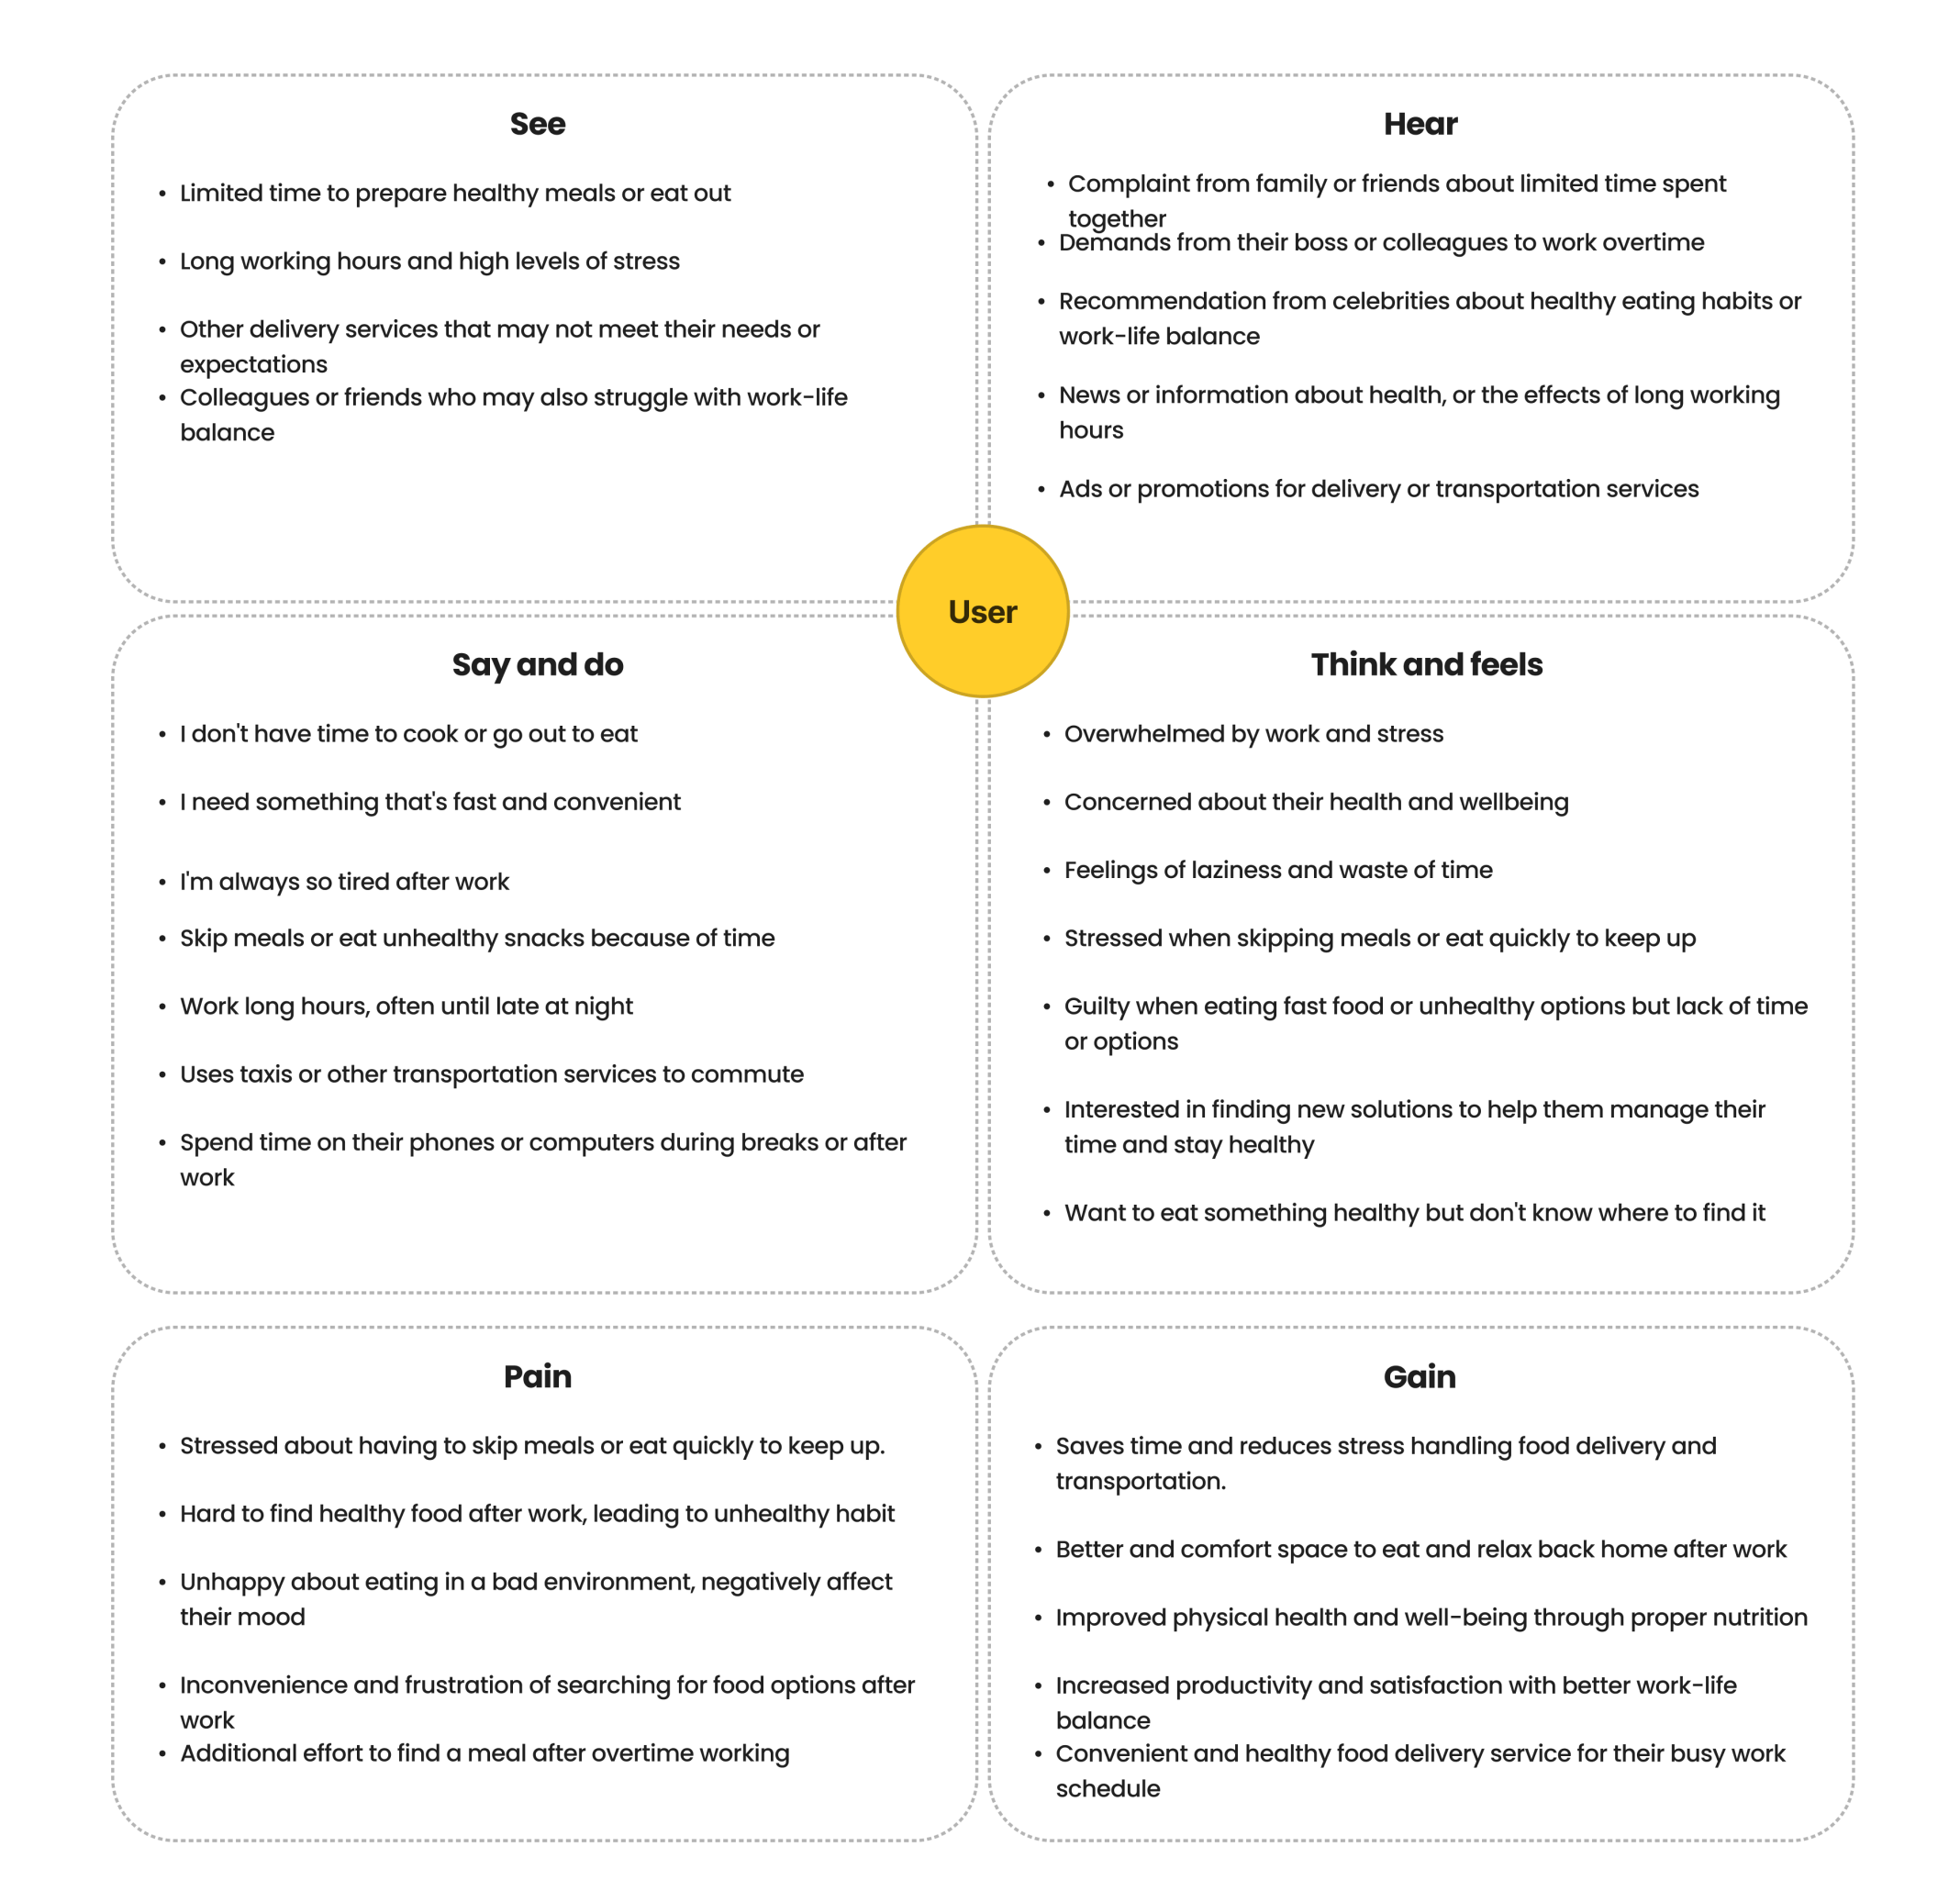 See
• Limited time to prepare healthy meals or eat out
• Long working hours and high levels of stress
• Other delivery services that may not meet their needs or
expectations
• Colleagues or friends who may also struggle with work-life
balance
Hear
• Complaint from family or friends about limited time spent
together
• Demands from their boss or colleagues to work overtime
• Recommendation from celebrities about healthy eating habits or
work-life balance
• News or information about health, or the effects of long working
hours
• Ads or promotions for delivery or transportation services
User
Say and do
• I don't have time to cook or go out to eat
• I need something that's fast and convenient
• I'm always so tired after work
• Skip meals or eat unhealthy snacks because of time
• Work long hours, often until late at night
• Uses taxis or other transportation services to commute
• Spend time on their phones or computers during breaks or after
work
Think and feels
• Overwhelmed by work and stress
• Concerned about their health and wellbeing
• Feelings of laziness and waste of time
• Stressed when skipping meals or eat quickly to keep up
• Guilty when eating fast food or unhealthy options but lack of time
or options
• Interested in finding new solutions to help them manage their
time and stay healthy
• Want to eat something healthy but don't know where to find it
Pain
• Stressed about having to skip meals or eat quickly to keep up.
• Hard to find healthy food after work, leading to unhealthy habit
• Unhappy about eating in a bad environment, negatively affect
their mood
• Inconvenience and frustration of searching for food options after
work
• Additional effort to find a meal after overtime working
Gain
• Saves time and reduces stress handling food delivery and
transportation.
• Better and comfort space to eat and relax back home after work
• Improved physical health and well-being through proper nutrition
• Increased productivity and satisfaction with better work-life
balance
• Convenient and healthy food delivery service for their busy work
schedule